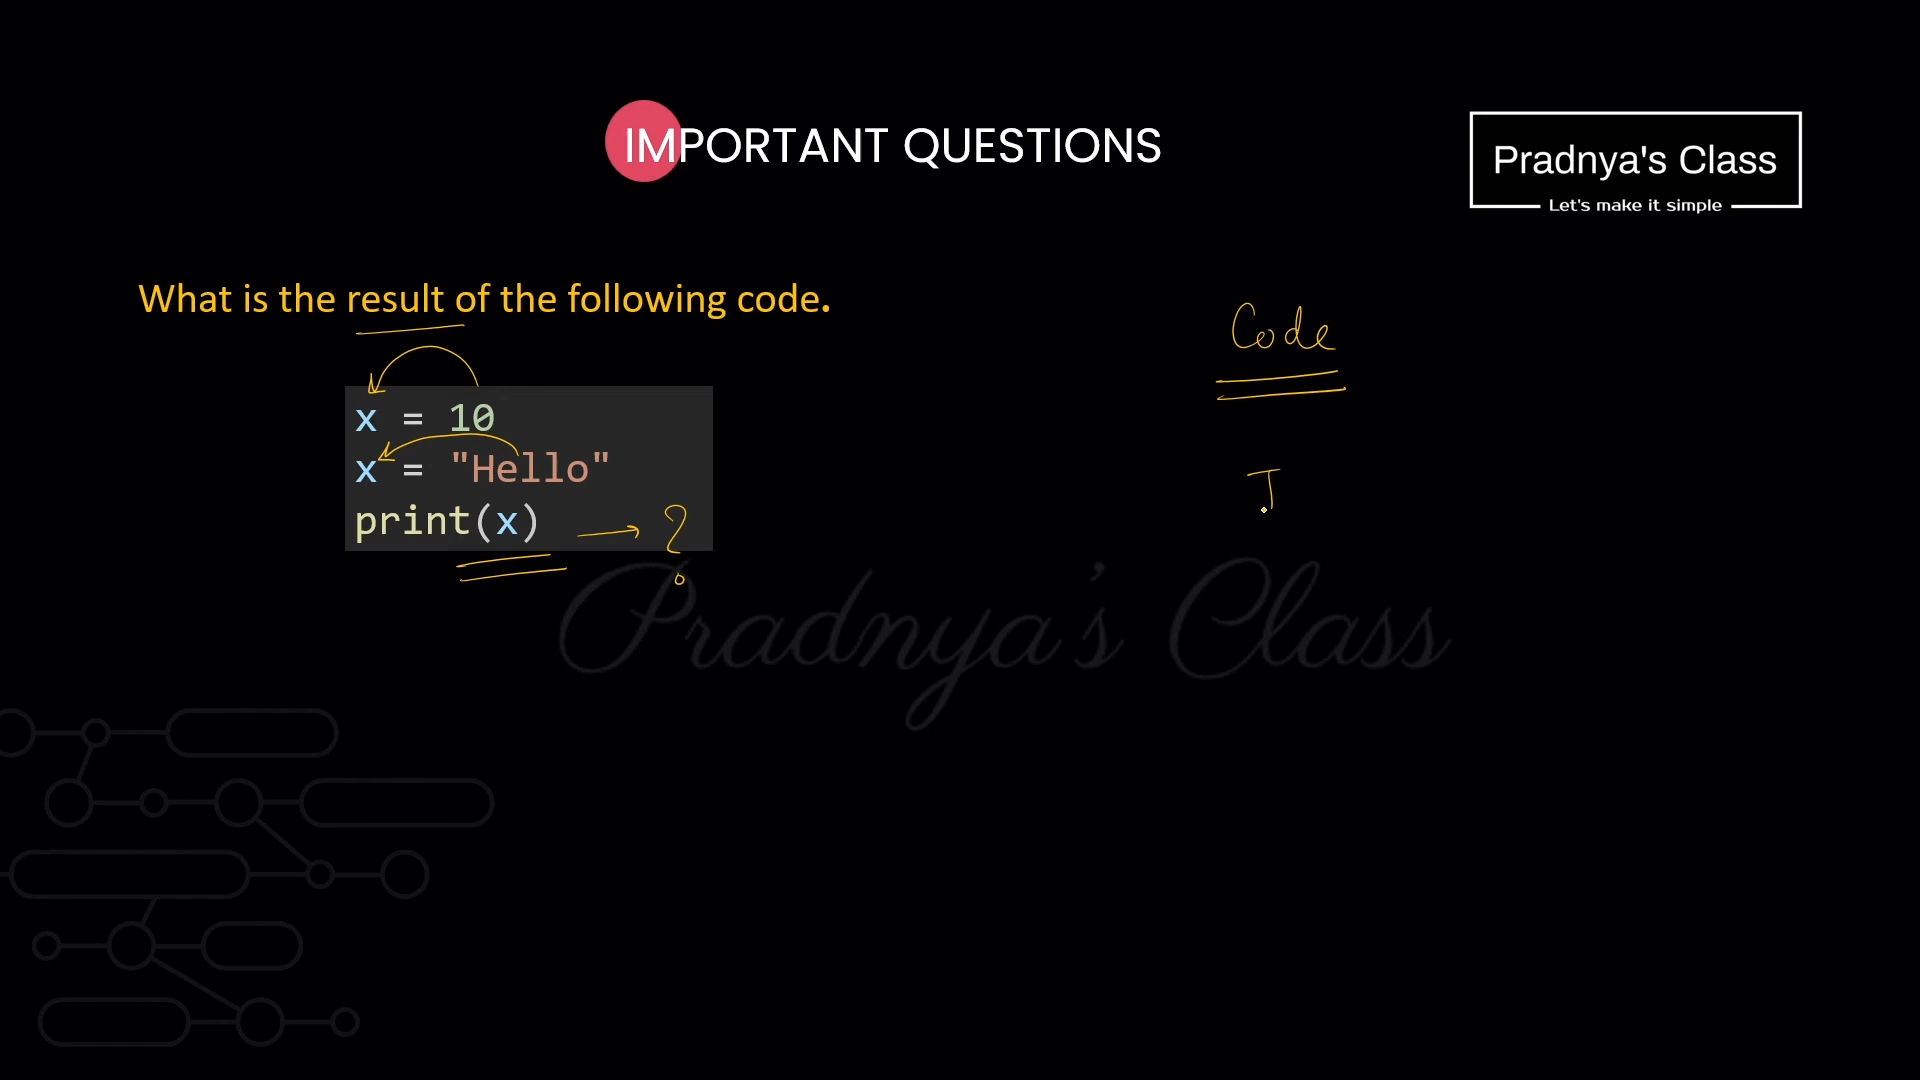 IMPORTANT QUESTIONS
Pradnya's Class
Let's make it simple
What is the result of the following code.
Code
x = 10
x = "Hello"
print(x) → ?
I
Pradnya's Class